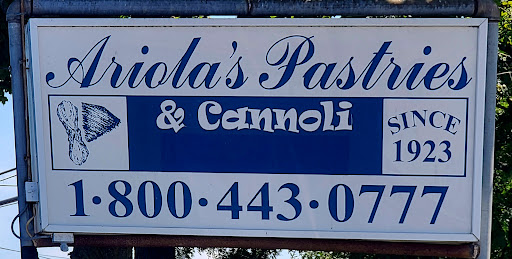 Ariola's Pastries
& Cannoli
SINCE
1923
1·800·443·0777